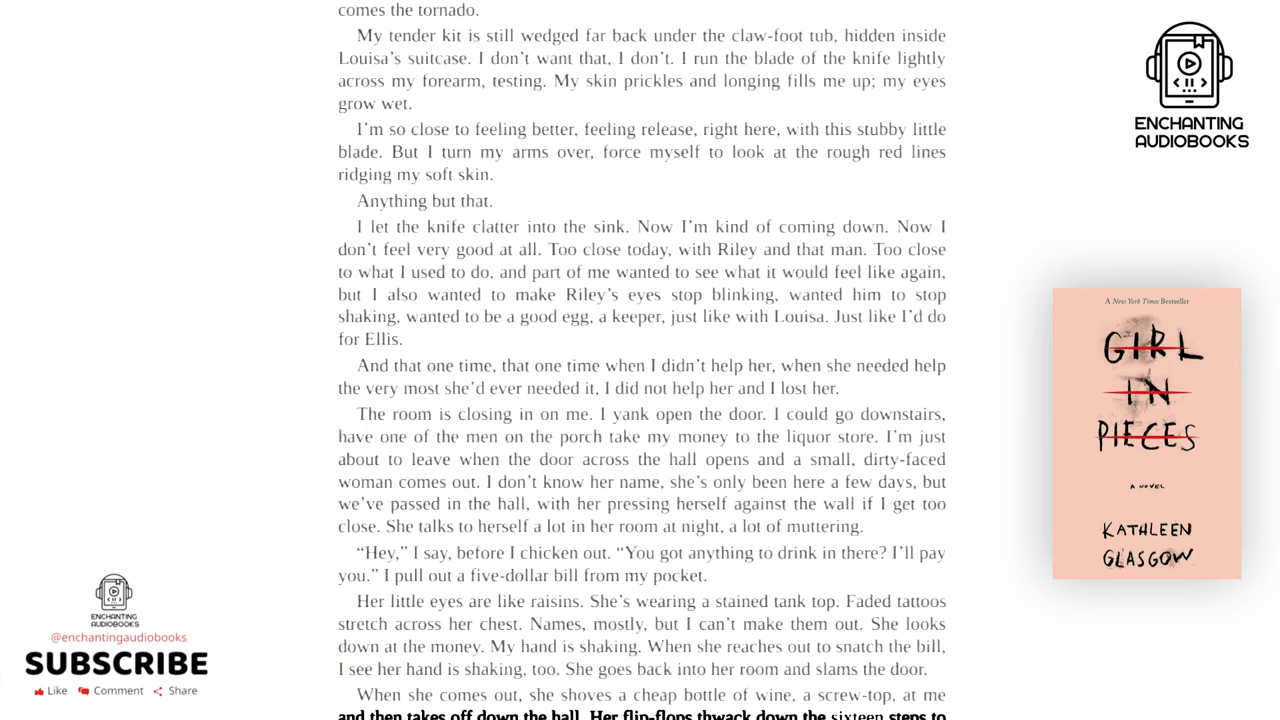 comes the tornado.
My tender kit is still wedged far back under the claw-foot tub, hidden inside
Louisa’s suitcase. I don’t want that, I don’t. I run the blade of the knife lightly
across my forearm, testing. My skin prickles and longing fills me up; my eyes
grow wet.
I’m so close to feeling better, feeling release, right here, with this stubby little
blade. But I turn my arms over, force myself to look at the rough red lines
ridging my soft skin.
Anything but that.
I let the knife clatter into the sink. Now I’m kind of coming down. Now I
don’t feel very good at all. Too close today, with Riley and that man. Too close
to what I used to do, and part of me wanted to see what it would feel like again,
but I also wanted to make Riley’s eyes stop blinking, wanted him to stop
shaking, wanted to be a good egg, a keeper, just like with Louisa. Just like I’d do
for Ellis.
And that one time, that one time when I didn’t help her, when she needed help
the very most she’d ever needed it, I did not help her and I lost her.
The room is closing in on me. I yank open the door. I could go downstairs,
have one of the men on the porch take my money to the liquor store. I’m just
about to leave when the door across the hall opens and a small, dirty-faced
woman comes out. I don’t know her name, she’s only been here a few days, but
we’ve passed in the hall, with her pressing herself against the wall if I get too
close. She talks to herself a lot in her room at night, a lot of muttering.
“Hey,” I say, before I chicken out. “You got anything to drink in there? I’ll pay
you.” I pull out a five-dollar bill from my pocket.
Her little eyes are like raisins. She’s wearing a stained tank top. Faded tattoos
stretch across her chest. Names, mostly, but I can’t make them out. She looks
down at the money. My hand is shaking. When she reaches out to snatch the bill,
I see her hand is shaking, too. She goes back into her room and slams the door.
When she comes out, she shoves a cheap bottle of wine, a screw-top, at me
and then takes off down the hall. Her flip-flops thwack down the sixteen steps to
ENCHANTING
AUDIOBOOKS
A New York Times Bestseller
GIRL
IN
PIECES
A NOVEL
KATHLEEN
GLASGOW
ENCHANTING
AUDIOBOOKS
@enchantingaudiobooks
SUBSCRIBE
Like Comment Share